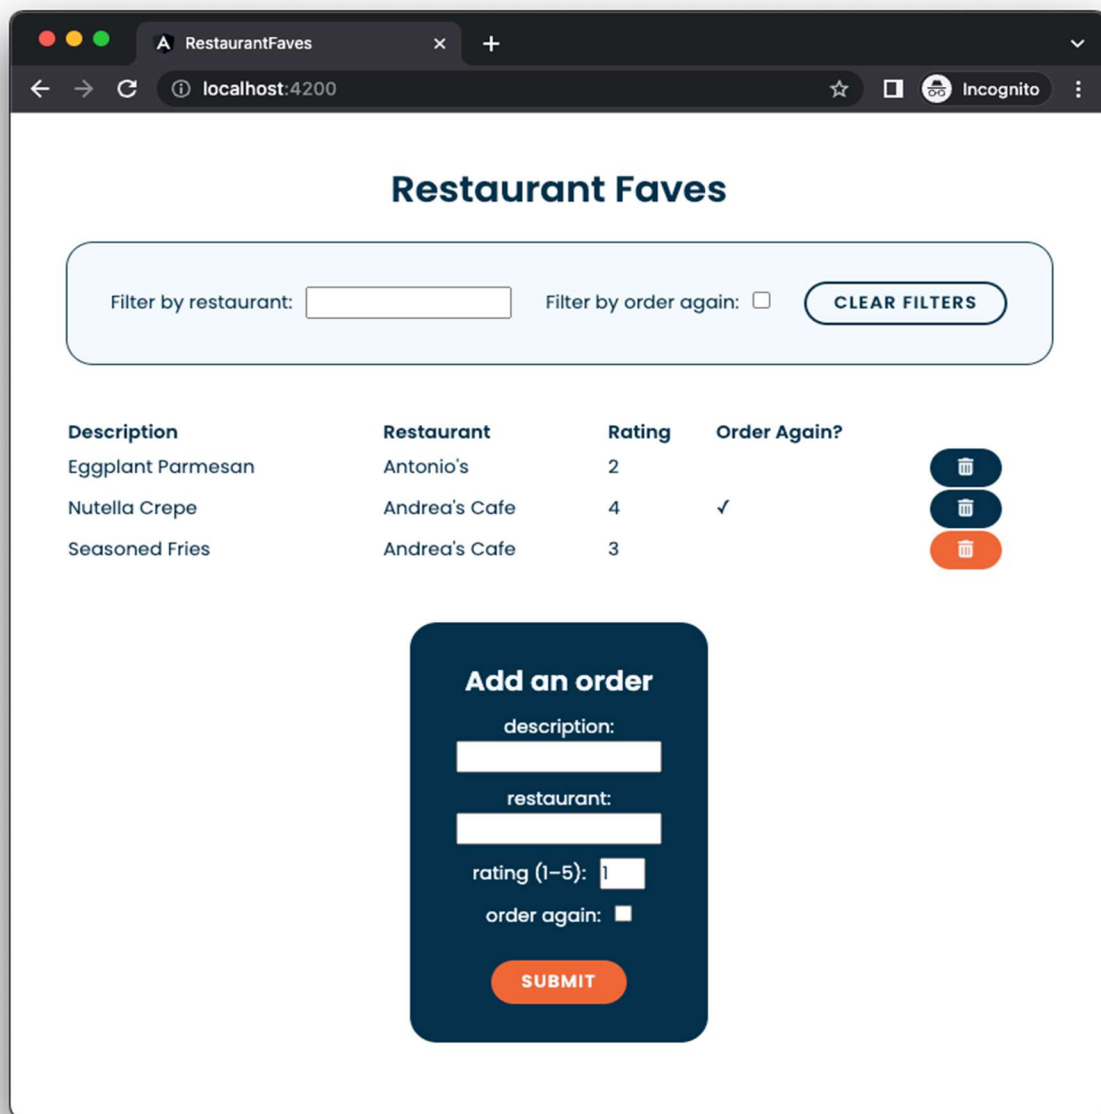 RestaurantFaves
localhost:4200
Incognito
Restaurant Faves
Filter by restaurant: Filter by order again: CLEAR FILTERS
Description Restaurant Rating Order Again?
Eggplant Parmesan Antonio's 2
Nutella Crepe Andrea's Cafe 4 ✓
Seasoned Fries Andrea's Cafe 3
Add an order
description:
restaurant:
rating (1–5): 1
order again:
SUBMIT